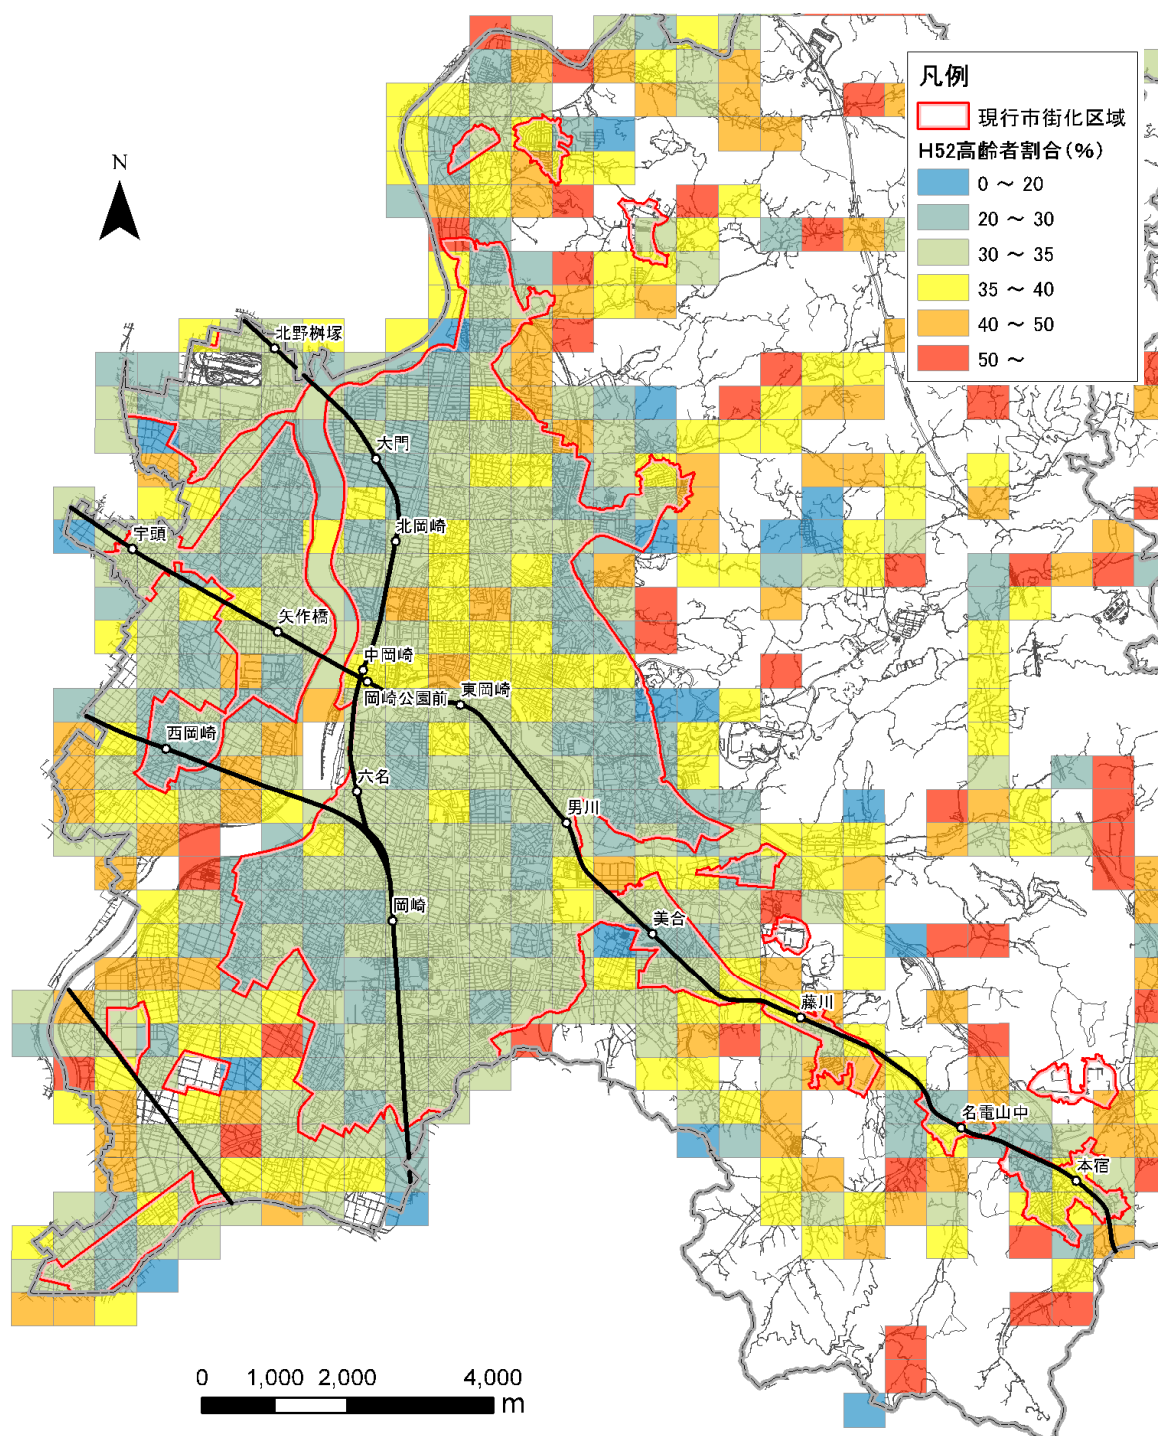 凡例
現行市街化区域
H52高齢者割合(%)
0 ～ 20
20 ～ 30
30 ～ 35
35 ～ 40
40 ～ 50
50 ～
N
北野桝塚
大門
北岡崎
宇頭
矢作橋
中岡崎
岡崎公園前
東岡崎
西岡崎
六名
男川
岡崎
美合
藤川
名電山中
本宿
0 1,000 2,000 4,000
m